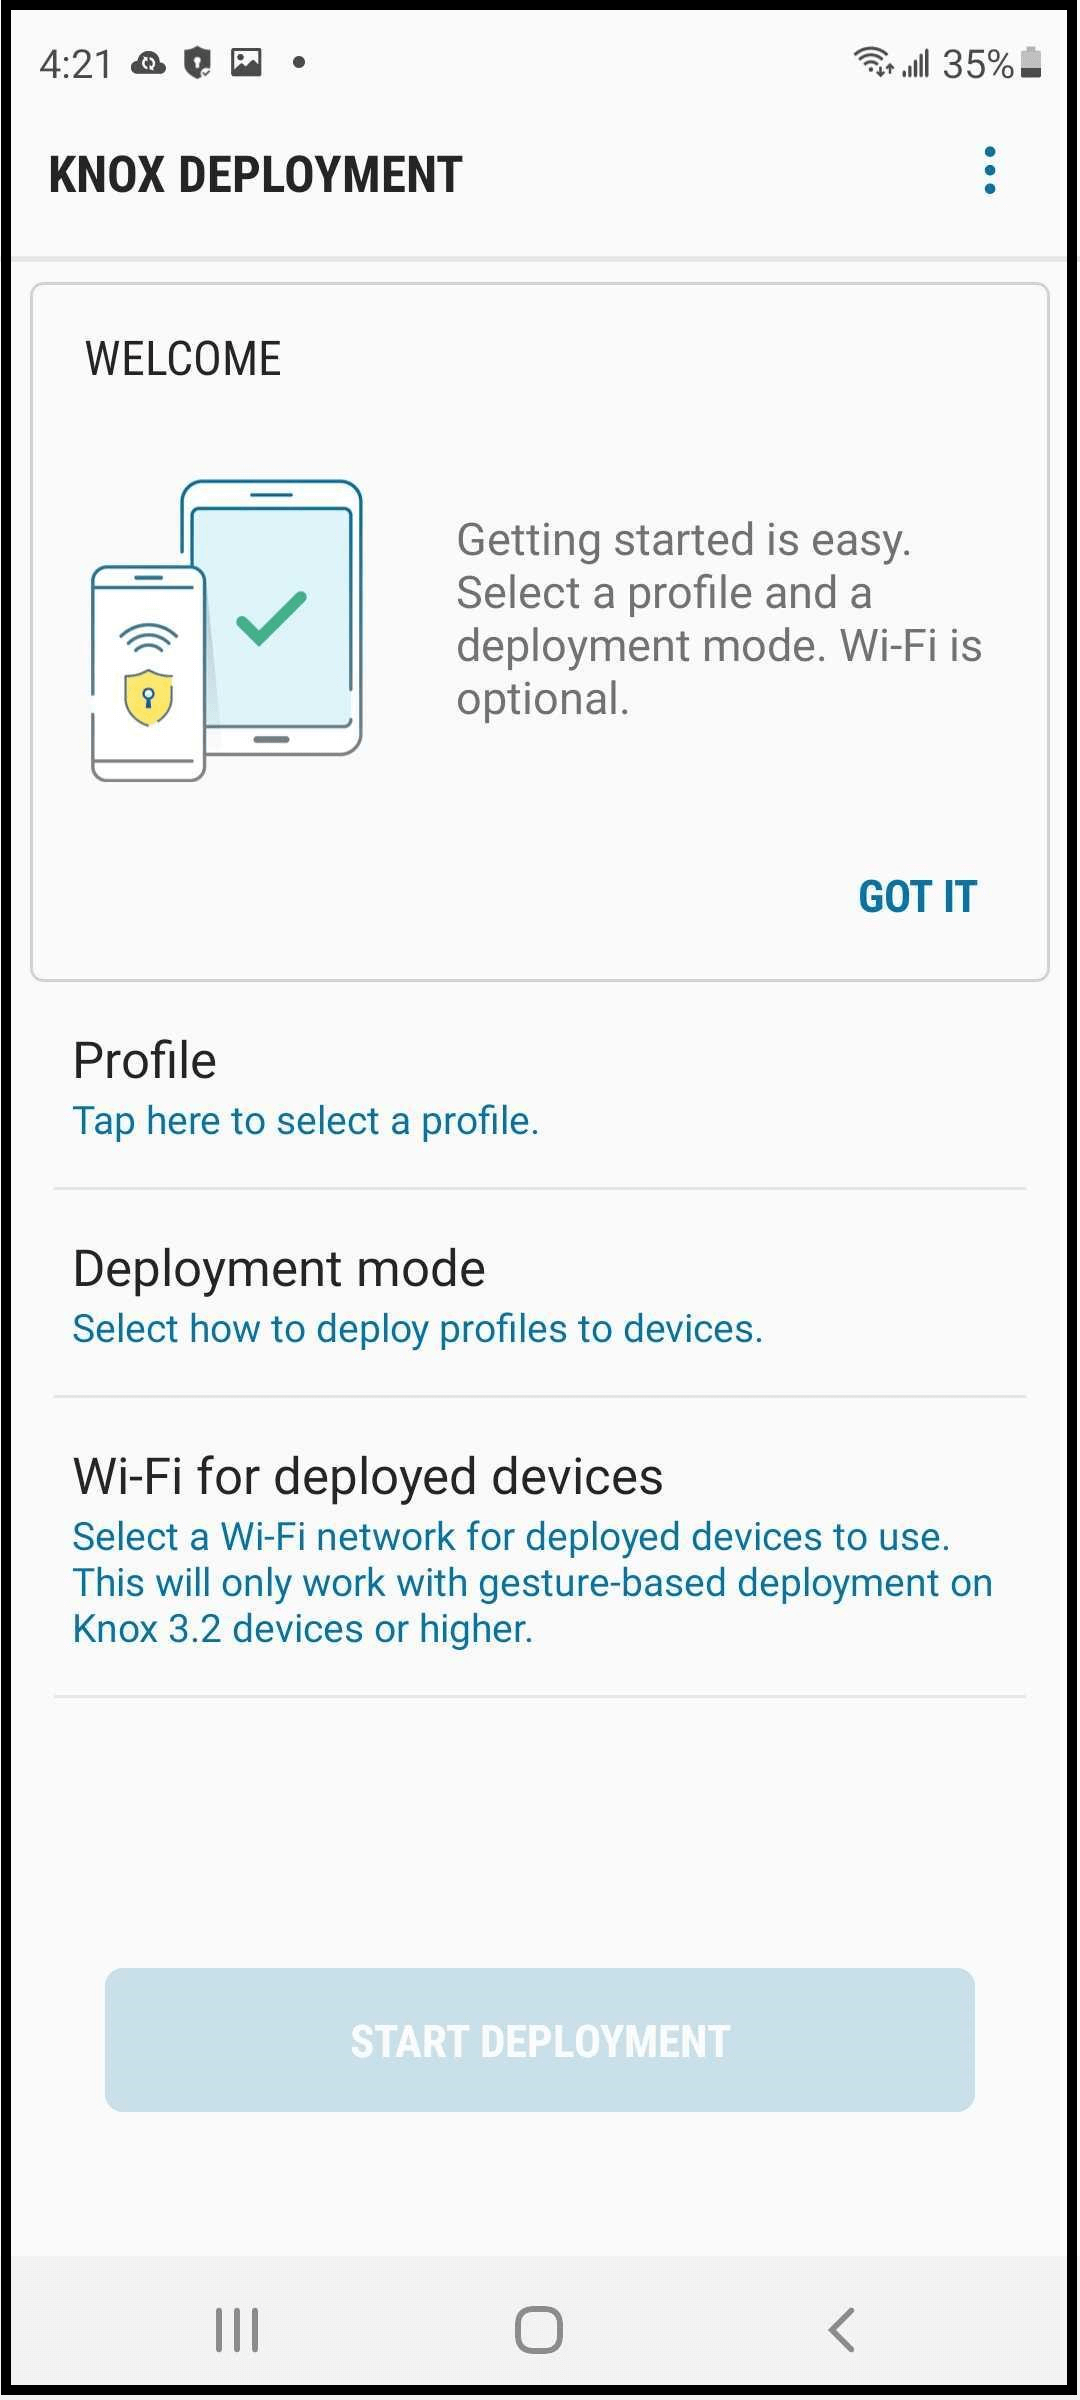 4:21
35%
KNOX DEPLOYMENT
WELCOME
Getting started is easy.
Select a profile and a
deployment mode. Wi-Fi is
optional.
GOT IT
Profile
Tap here to select a profile.
Deployment mode
Select how to deploy profiles to devices.
Wi-Fi for deployed devices
Select a Wi-Fi network for deployed devices to use.
This will only work with gesture-based deployment on
Knox 3.2 devices or higher.
START DEPLOYMENT